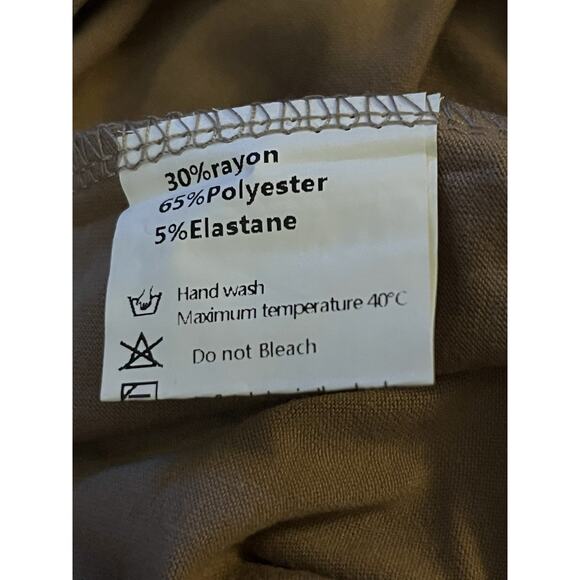 30%rayon
65%Polyester
5%Elastane
Hand wash
Maximum temperature 40°C
Do not Bleach